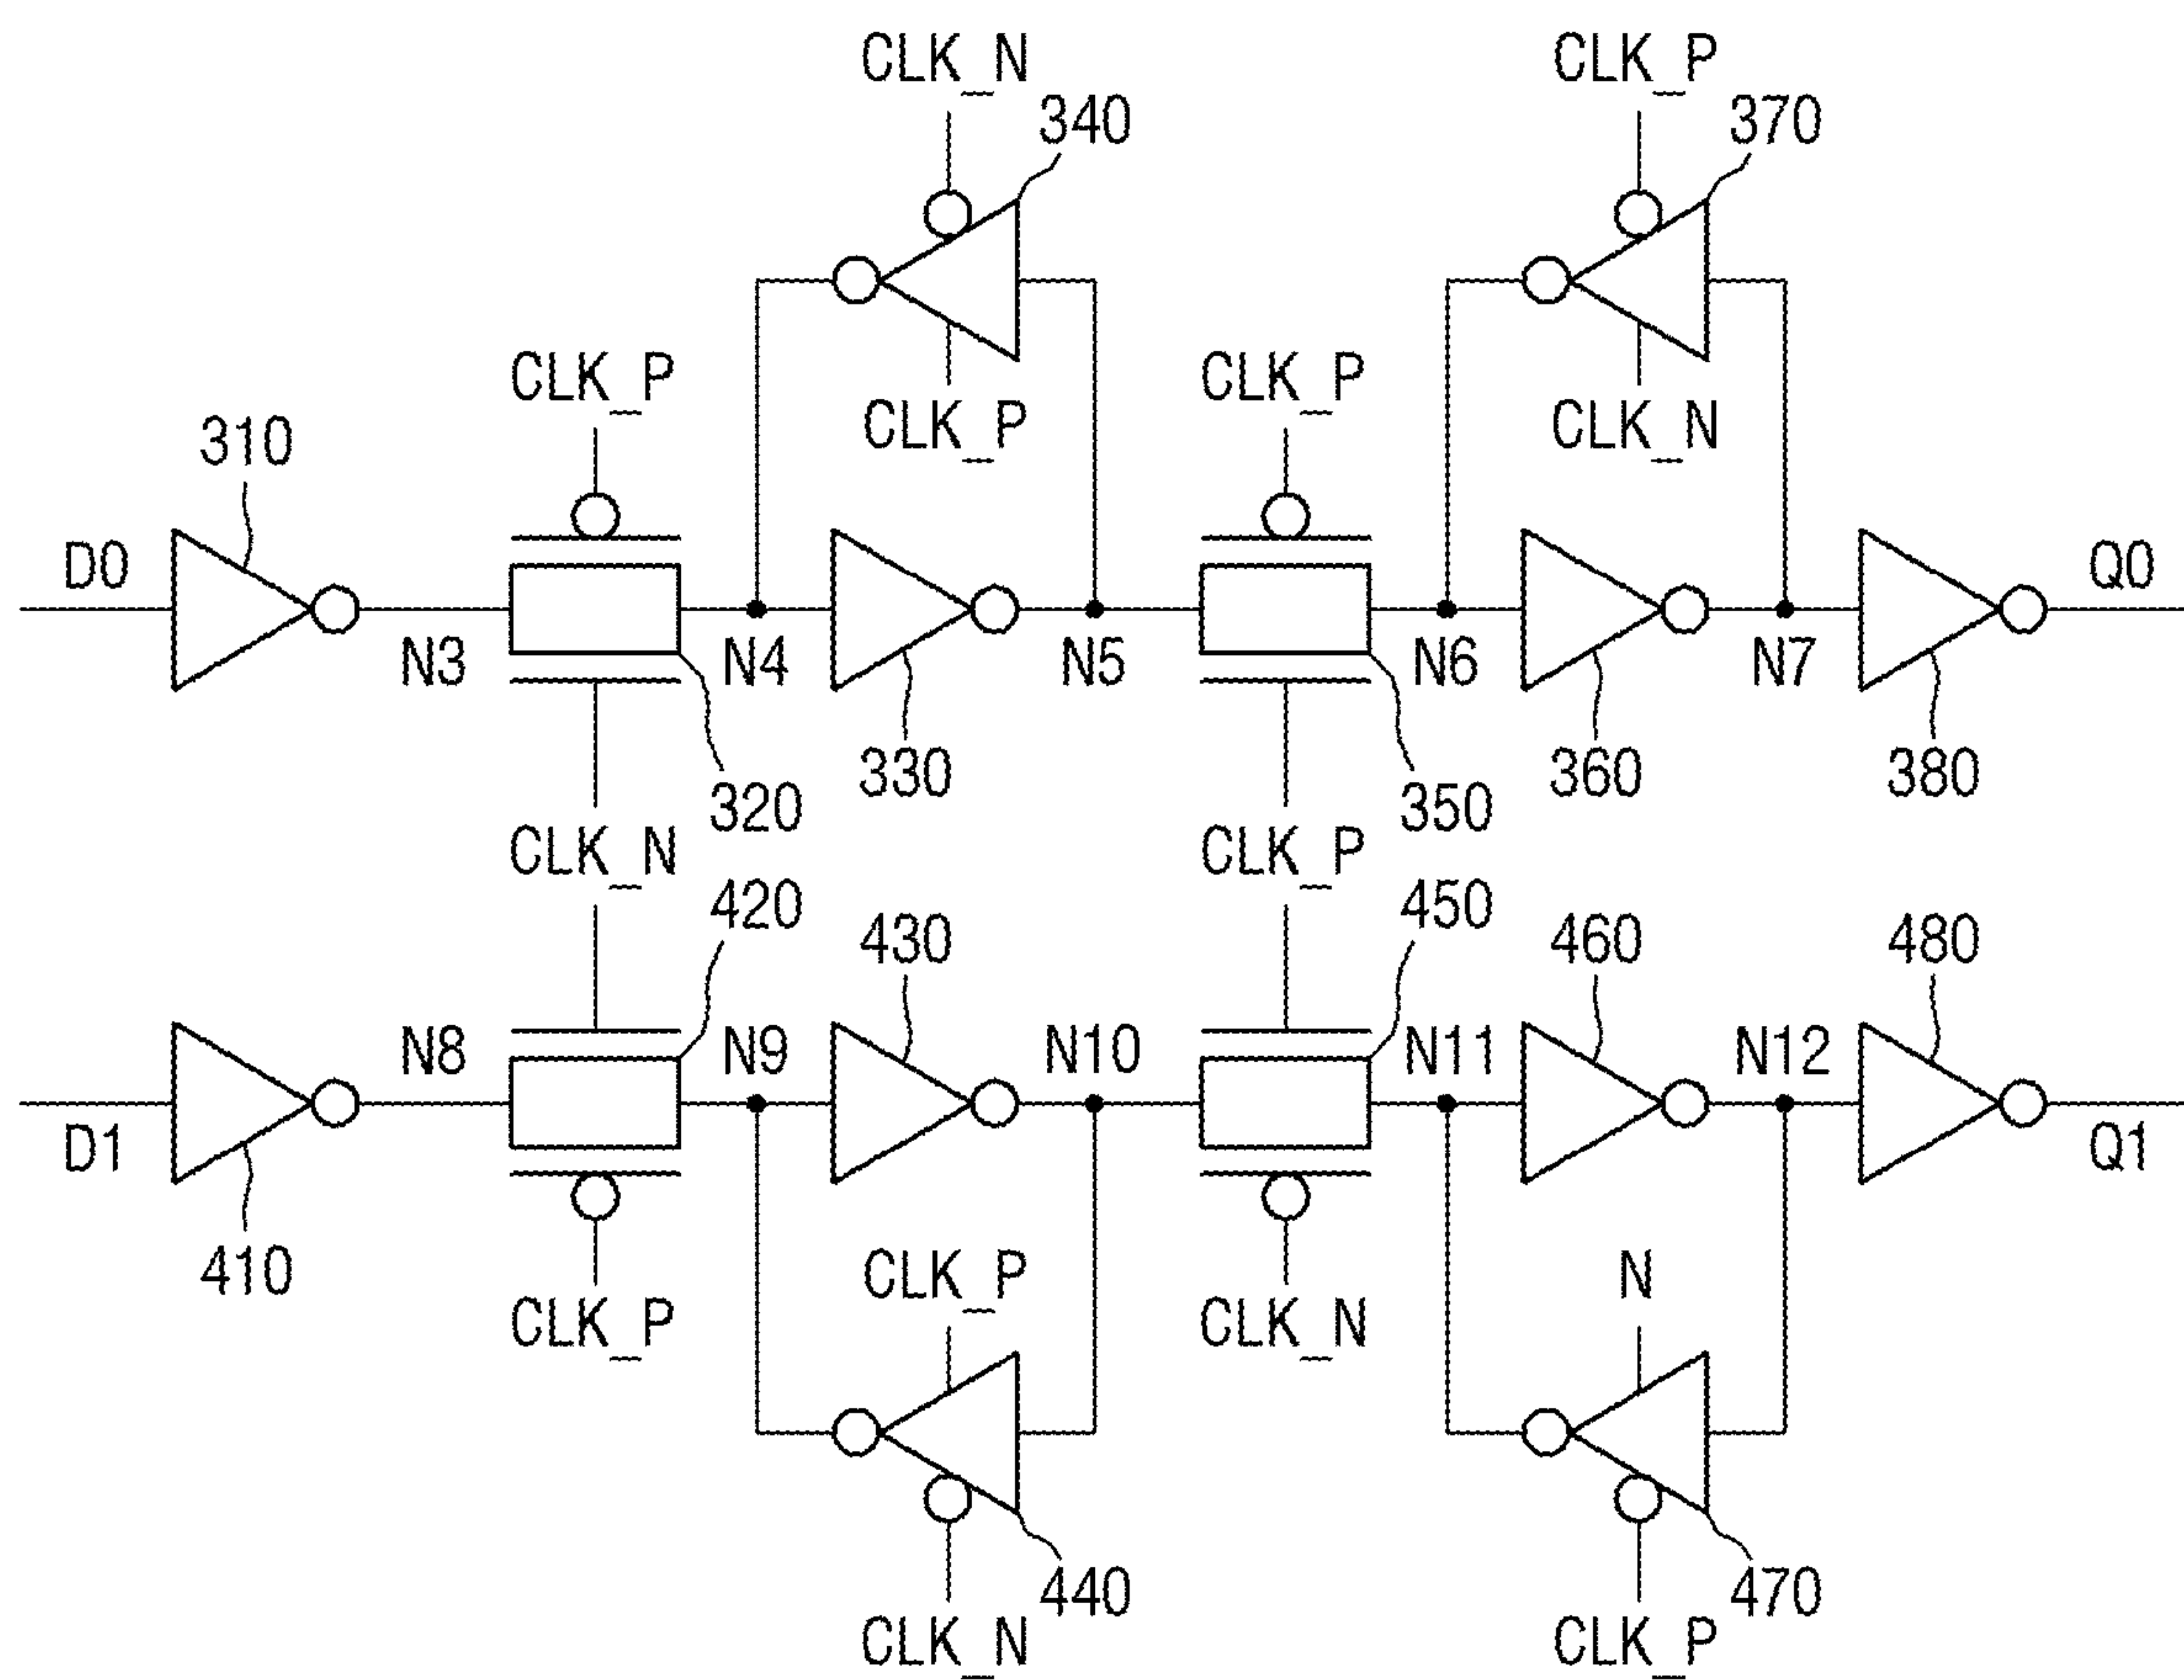 CLK_N
CLK_P
340
370
CLK_P
CLK_P
CLK_P
CLK_N
310
D0
Q0
N3
N4
N5
N6
N7
320
330
350
360
380
CLK_N
CLK_P
420
430
450
460
480
N8
N9
N10
N11
N12
D1
Q1
410
CLK_P
CLK_P
CLK_N
N
440
470
CLK_N
CLK_P